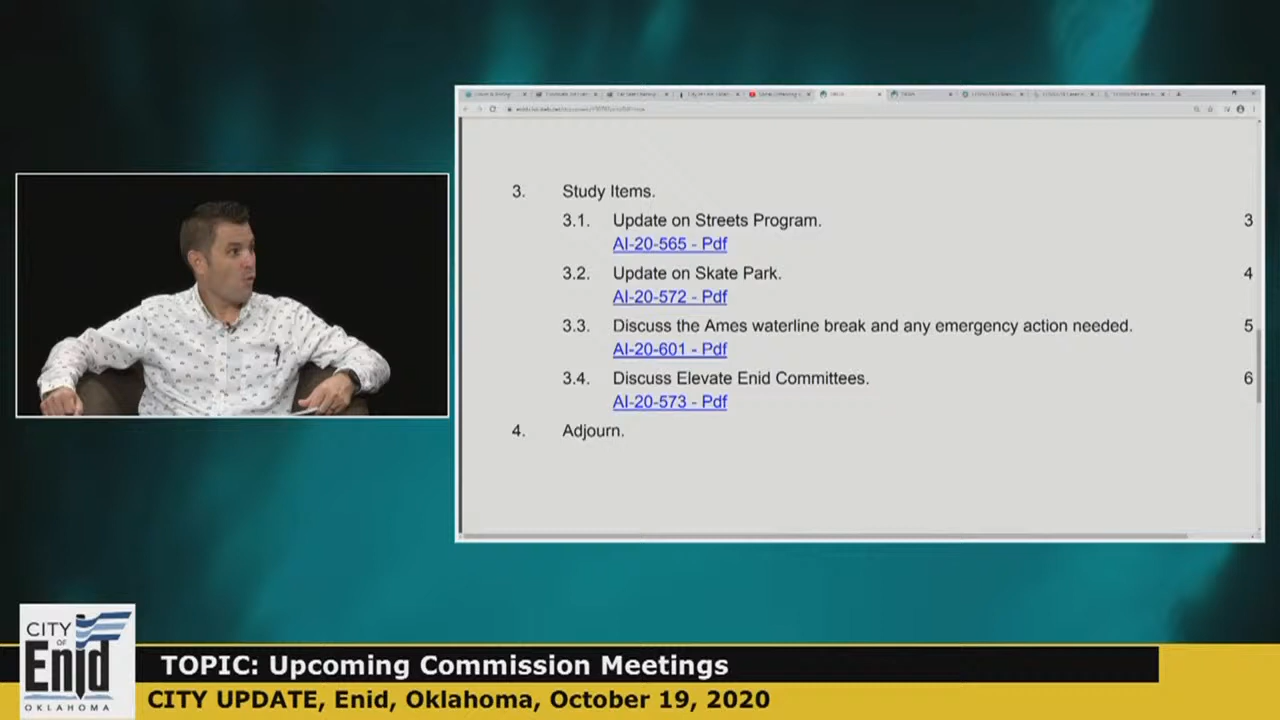 3. Study Items.
3.1. Update on Streets Program. 3
AI-20-565 - Pdf
3.2. Update on Skate Park. 4
AI-20-572 - Pdf
3.3. Discuss the Ames waterline break and any emergency action needed. 5
AI-20-601 - Pdf
3.4. Discuss Elevate Enid Committees. 6
AI-20-573 - Pdf
4. Adjourn.
CITY
OF
Enid
OKLAHOMA
TOPIC: Upcoming Commission Meetings
CITY UPDATE, Enid, Oklahoma, October 19, 2020